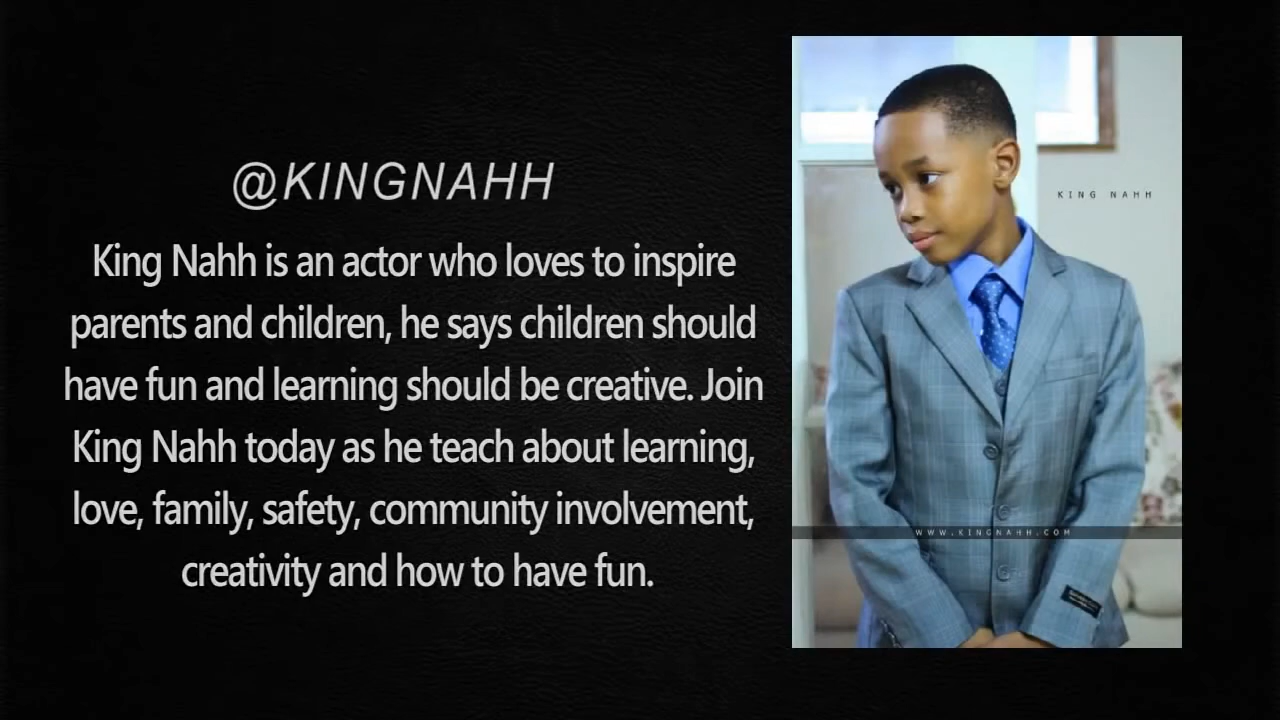 @KINGNAHH
King Nahh is an actor who loves to inspire
parents and children, he says children should
have fun and learning should be creative. Join
King Nahh today as he teach about learning,
love, family, safety, community involvement,
creativity and how to have fun.
KING NAHH
WWW.KINGNAHH.COM